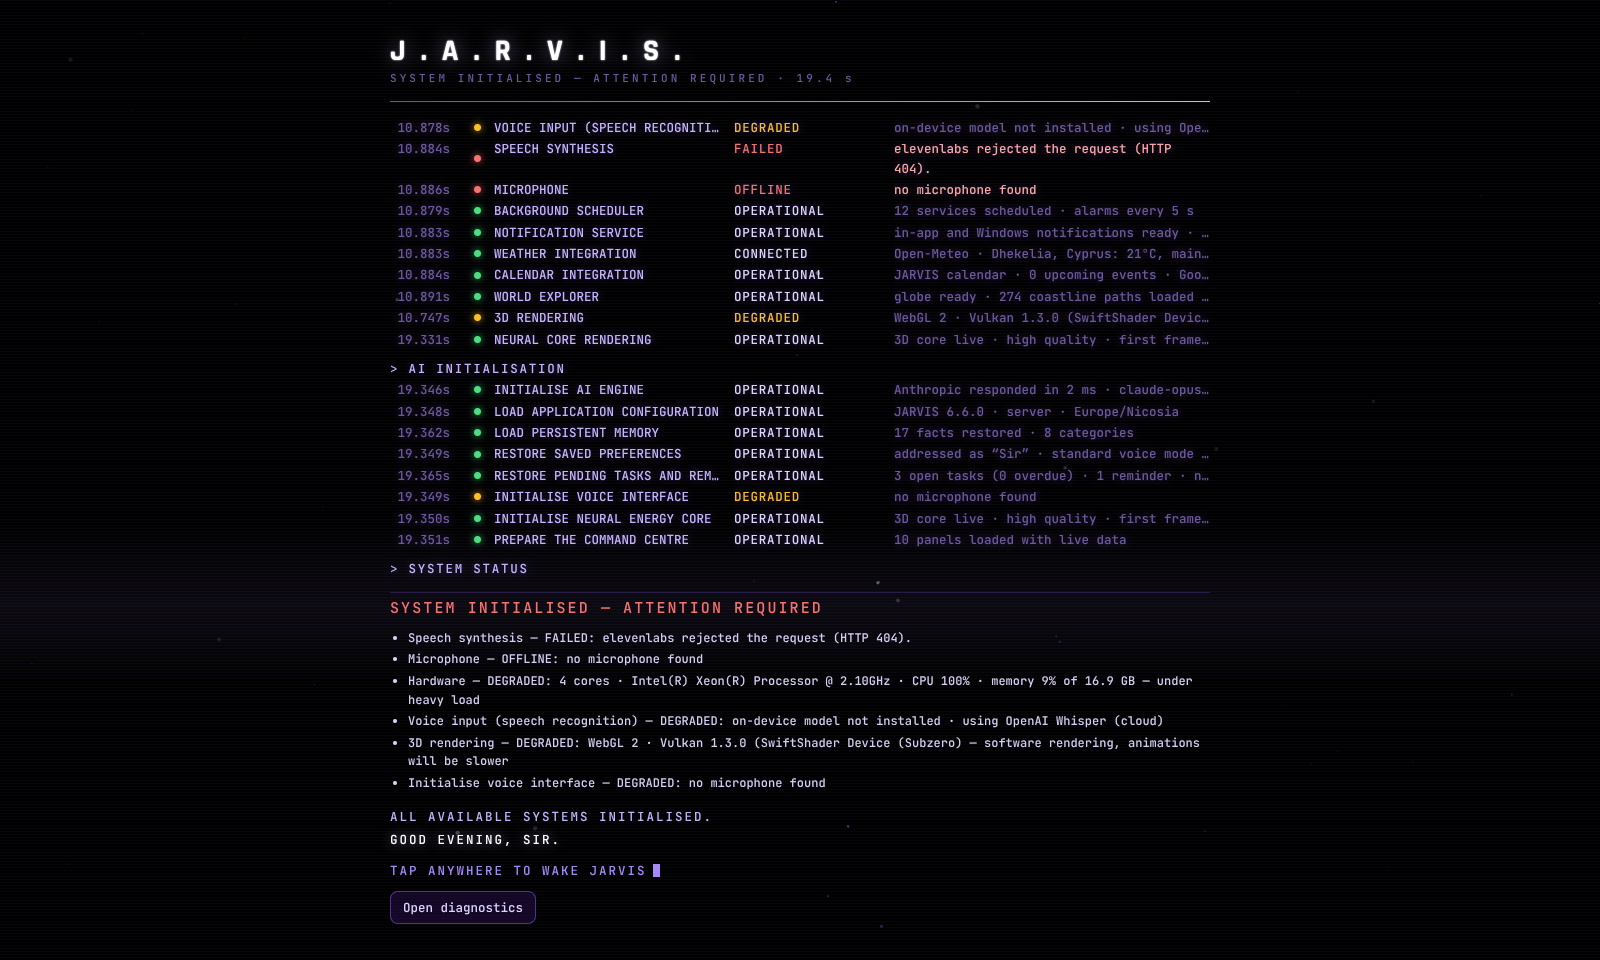 J.A.R.V.I.S.
SYSTEM INITIALISED — ATTENTION REQUIRED · 19.4 s
10.878s VOICE INPUT (SPEECH RECOGNITI… DEGRADED on-device model not installed · using Ope…
10.884s SPEECH SYNTHESIS FAILED elevenlabs rejected the request (HTTP
404).
10.886s MICROPHONE OFFLINE no microphone found
10.879s BACKGROUND SCHEDULER OPERATIONAL 12 services scheduled · alarms every 5 s
10.883s NOTIFICATION SERVICE OPERATIONAL in-app and Windows notifications ready · …
10.883s WEATHER INTEGRATION CONNECTED Open-Meteo · Dhekelia, Cyprus: 21°C, main…
10.884s CALENDAR INTEGRATION OPERATIONAL JARVIS calendar · 0 upcoming events · Goo…
10.891s WORLD EXPLORER OPERATIONAL globe ready · 274 coastline paths loaded …
10.747s 3D RENDERING DEGRADED WebGL 2 · Vulkan 1.3.0 (SwiftShader Devic…
19.331s NEURAL CORE RENDERING OPERATIONAL 3D core live · high quality · first frame…
> AI INITIALISATION
19.346s INITIALISE AI ENGINE OPERATIONAL Anthropic responded in 2 ms · claude-opus…
19.348s LOAD APPLICATION CONFIGURATION OPERATIONAL JARVIS 6.6.0 · server · Europe/Nicosia
19.362s LOAD PERSISTENT MEMORY OPERATIONAL 17 facts restored · 8 categories
19.349s RESTORE SAVED PREFERENCES OPERATIONAL addressed as “Sir” · standard voice mode …
19.365s RESTORE PENDING TASKS AND REM… OPERATIONAL 3 open tasks (0 overdue) · 1 reminder · n…
19.349s INITIALISE VOICE INTERFACE DEGRADED no microphone found
19.350s INITIALISE NEURAL ENERGY CORE OPERATIONAL 3D core live · high quality · first frame…
19.351s PREPARE THE COMMAND CENTRE OPERATIONAL 10 panels loaded with live data
> SYSTEM STATUS
SYSTEM INITIALISED — ATTENTION REQUIRED
• Speech synthesis — FAILED: elevenlabs rejected the request (HTTP 404).
• Microphone — OFFLINE: no microphone found
• Hardware — DEGRADED: 4 cores · Intel(R) Xeon(R) Processor @ 2.10GHz · CPU 100% · memory 9% of 16.9 GB — under
heavy load
• Voice input (speech recognition) — DEGRADED: on-device model not installed · using OpenAI Whisper (cloud)
• 3D rendering — DEGRADED: WebGL 2 · Vulkan 1.3.0 (SwiftShader Device (Subzero) — software rendering, animations
will be slower
• Initialise voice interface — DEGRADED: no microphone found
ALL AVAILABLE SYSTEMS INITIALISED.
GOOD EVENING, SIR.
TAP ANYWHERE TO WAKE JARVIS
Open diagnostics